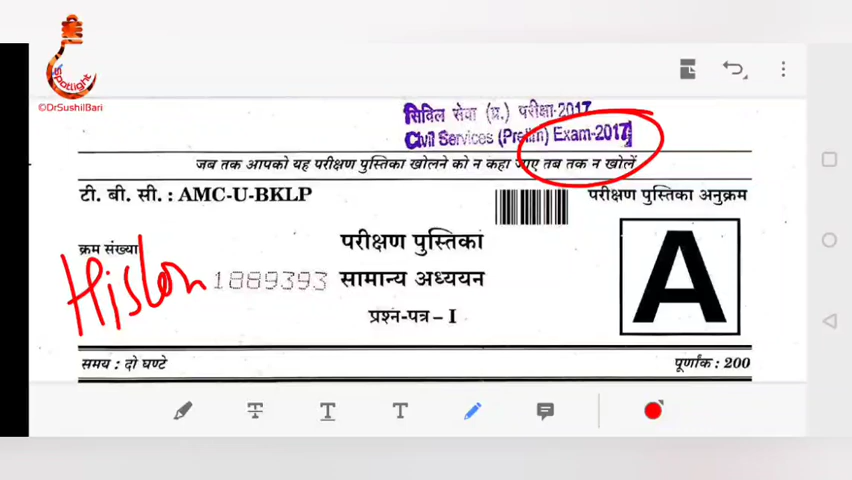 Spotlight
©DrSushilBari
सिविल सेवा (प्र.) परीक्षा-2017
Civil Services (Prelim) Exam-2017
जब तक आपको यह परीक्षण पुस्तिका खोलने को न कहा जाए तब तक न खोलें
टी. बी. सी. : AMC-U-BKLP
परीक्षण पुस्तिका अनुक्रम
क्रम संख्या
परीक्षण पुस्तिका
1889393 सामान्य अध्ययन
A
प्रश्न-पत्र – I
समय : दो घण्टे
पूर्णांक : 200
T T T